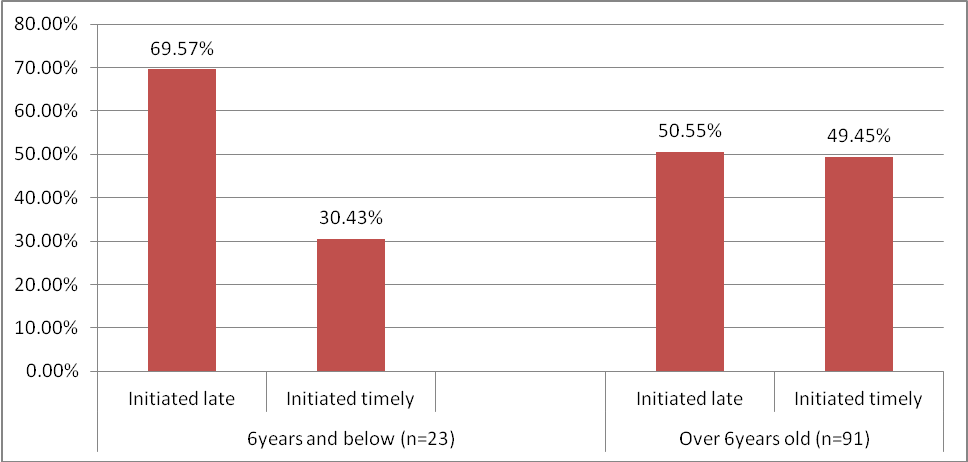 80.00%
70.00%
60.00%
50.00%
40.00%
30.00%
20.00%
10.00%
0.00%
69.57%
30.43%
50.55%
49.45%
Initiated late
Initiated timely
Initiated late
Initiated timely
6years and below (n=23)
Over 6years old (n=91)